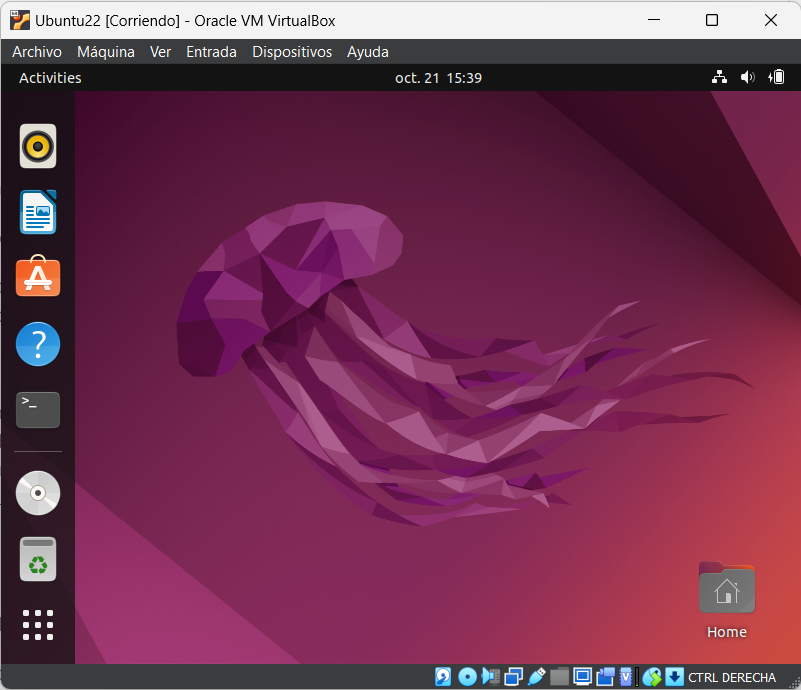 Ubuntu22 [Corriendo] - Oracle VM VirtualBox
Archivo Máquina Ver Entrada Dispositivos Ayuda
Activities oct. 21 15:39
>_
?
Home
V
CTRL DERECHA